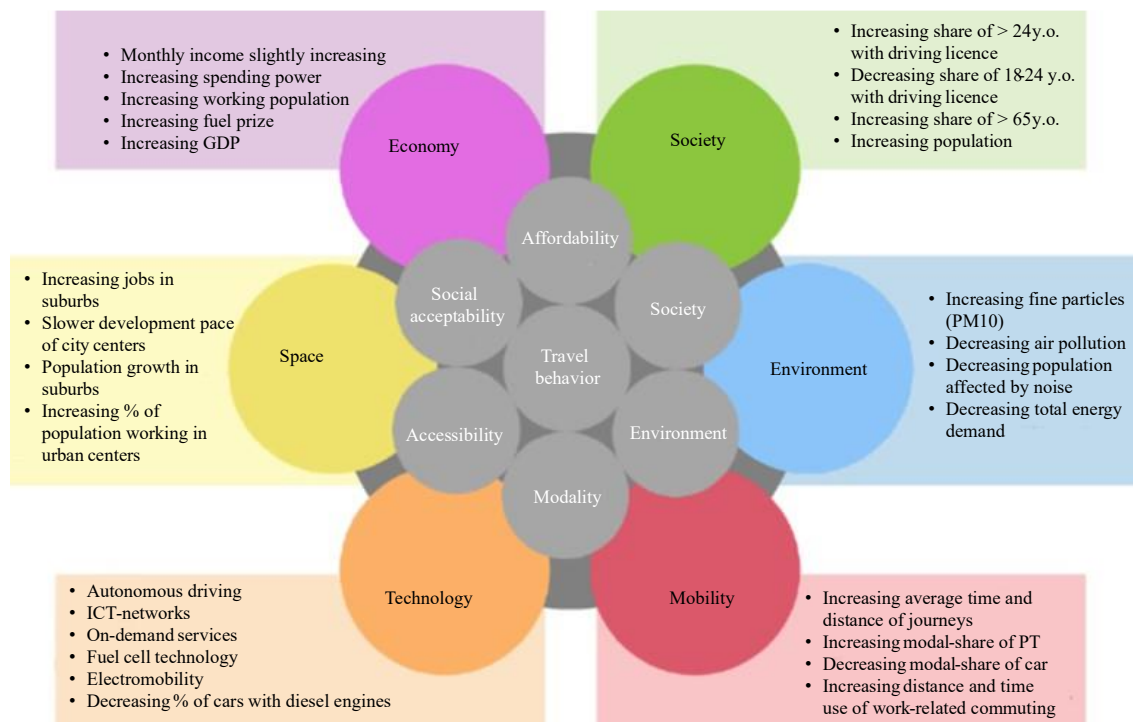 • Monthly income slightly increasing
• Increasing spending power
• Increasing working population
• Increasing fuel prize
• Increasing GDP
Economy
• Increasing share of > 24y.o.
with driving licence
• Decreasing share of 18-24 y.o.
with driving licence
• Increasing share of > 65y.o.
• Increasing population
Society
Affordability
Social
acceptability
Society
Travel
behavior
Accessibility
Environment
Modality
• Increasing jobs in
suburbs
• Slower development pace
of city centers
• Population growth in
suburbs
• Increasing % of
population working in
urban centers
Space
Environment
• Increasing fine particles
(PM10)
• Decreasing air pollution
• Decreasing population
affected by noise
• Decreasing total energy
demand
• Autonomous driving
• ICT-networks
• On-demand services
• Fuel cell technology
• Electromobility
• Decreasing % of cars with diesel engines
Technology
Mobility
• Increasing average time and
distance of journeys
• Increasing modal-share of PT
• Decreasing modal-share of car
• Increasing distance and time
use of work-related commuting